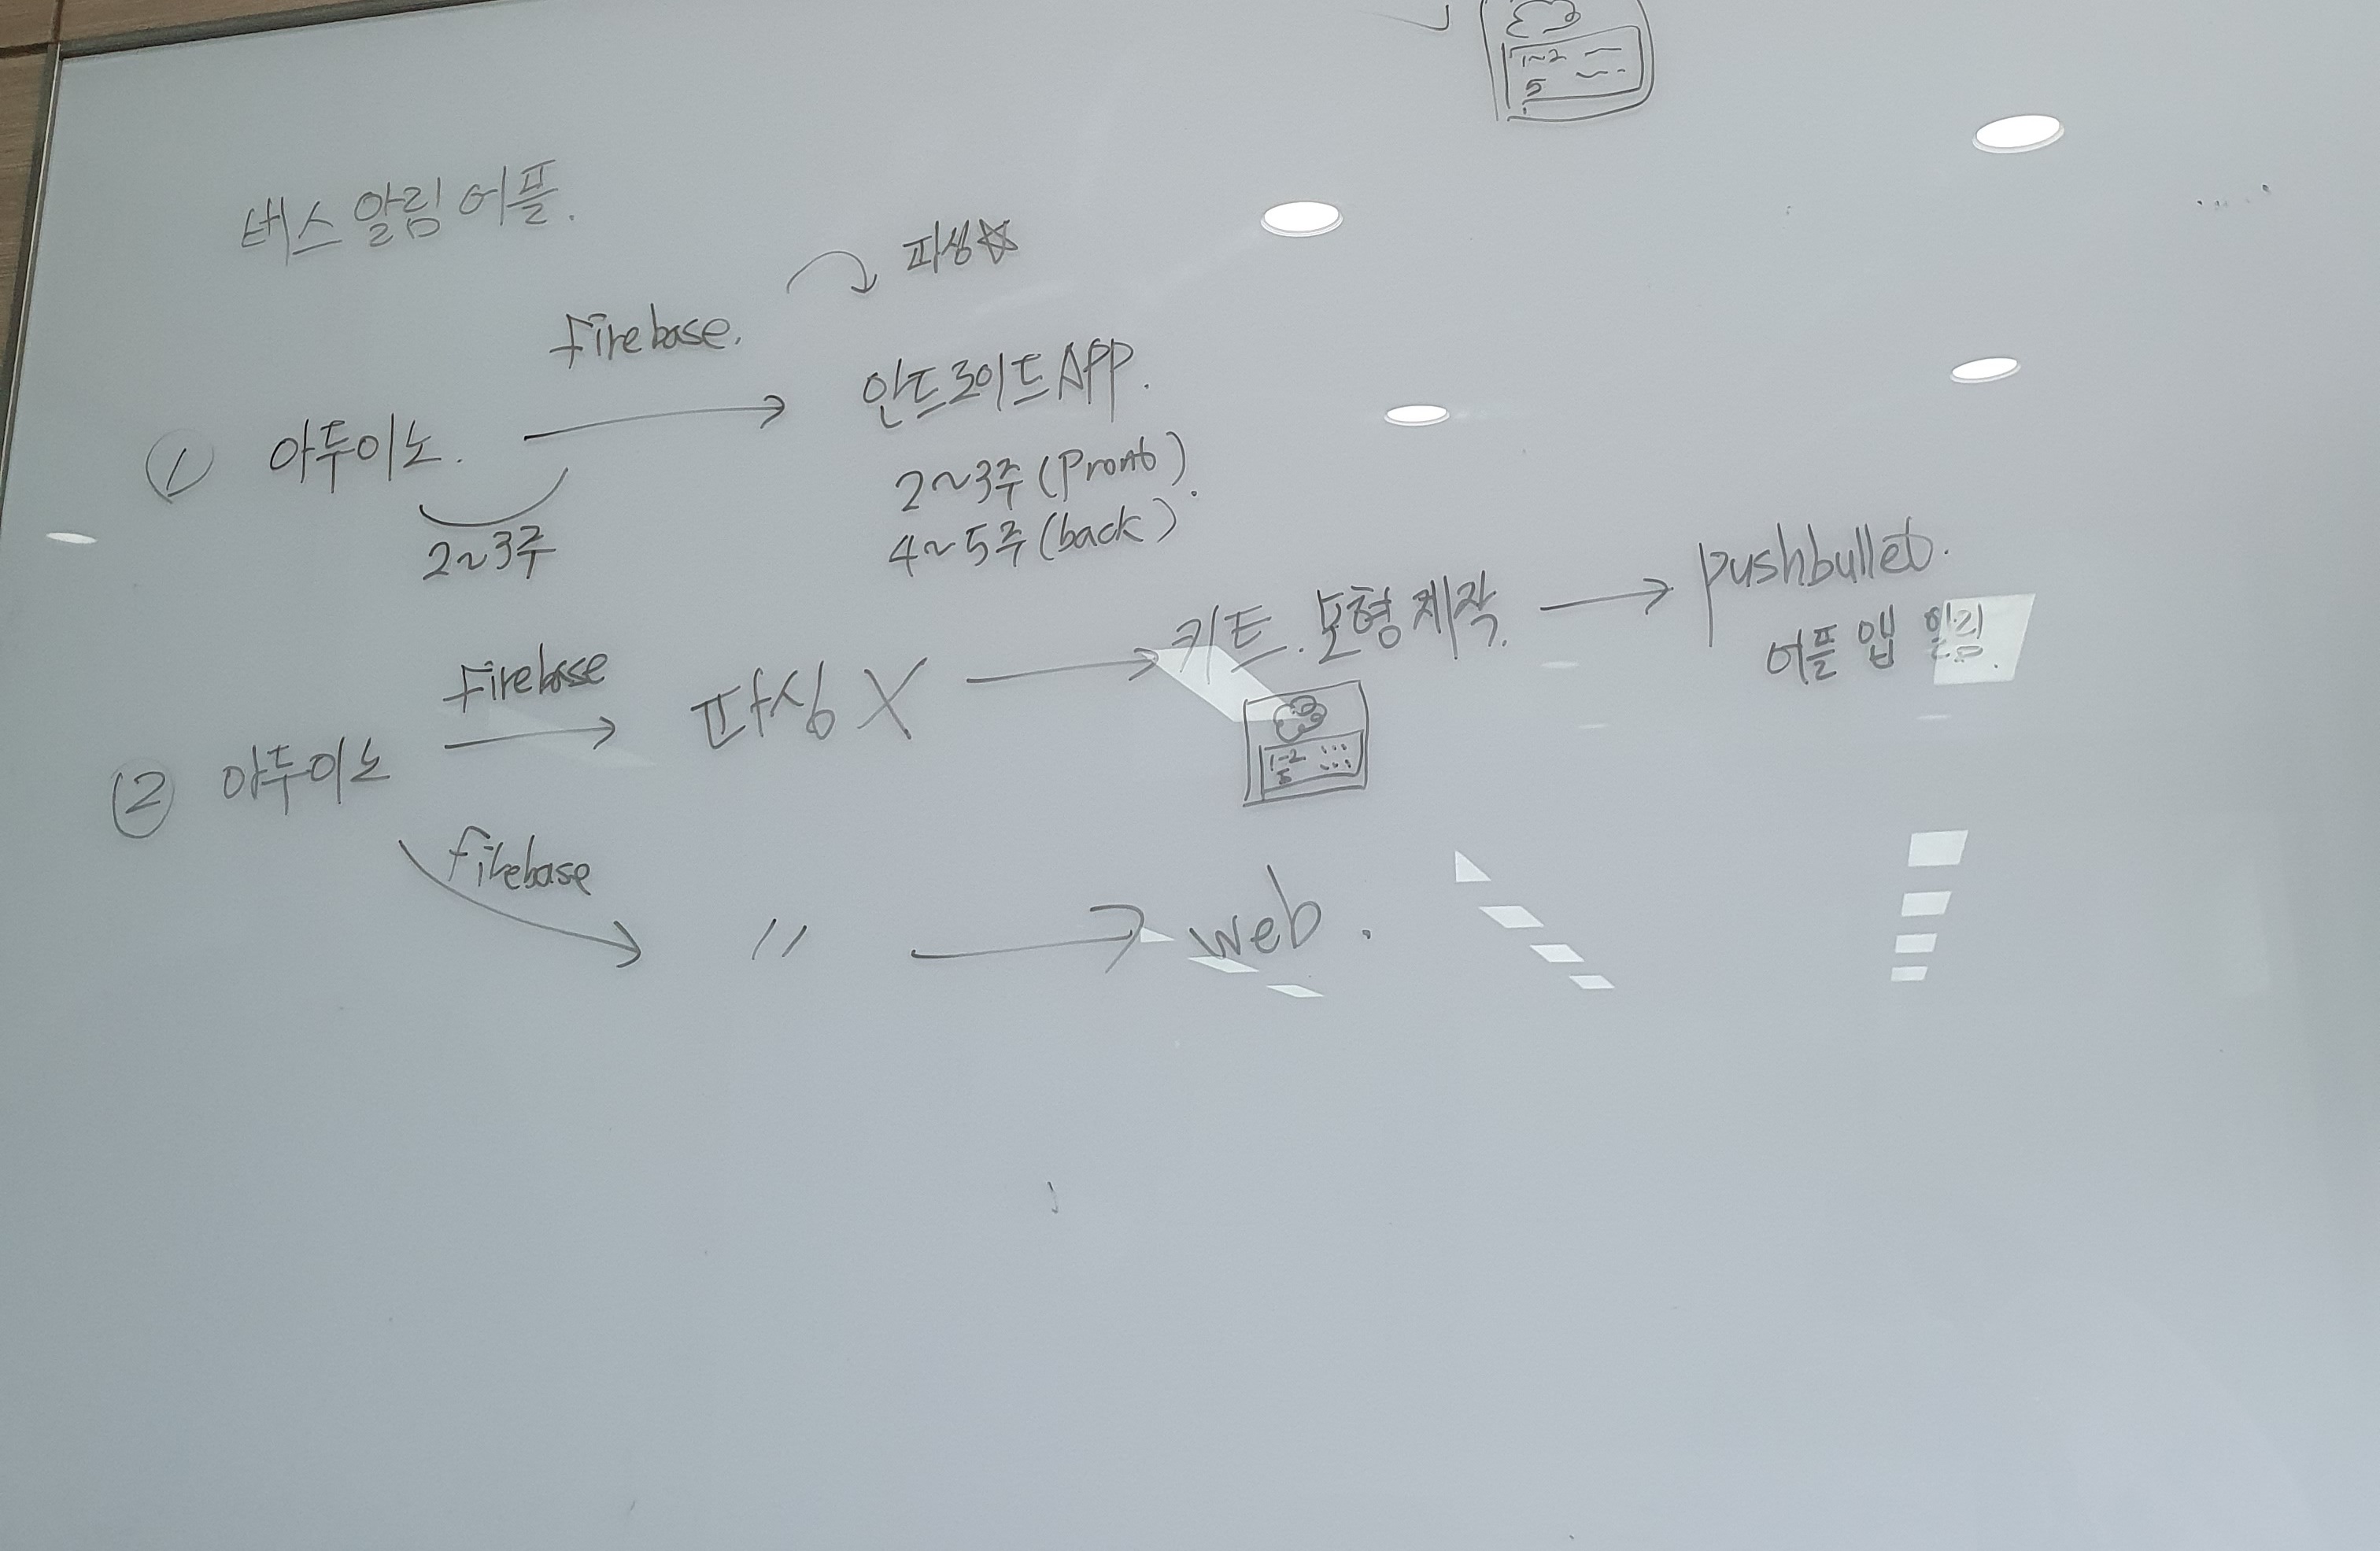 1~2
5
버스 알림 어플.
파싱☆
Firebase.
① 아두이노. → 안드로이드 APP.
2~3주
2~3주 (Pront)
4~5주 (back)
Firebase
② 아두이노 → 파싱 X → 키트. 모형 제작. → pushbullet.
어플 앱 알림.
1-2
5
firebase
〃 → web.